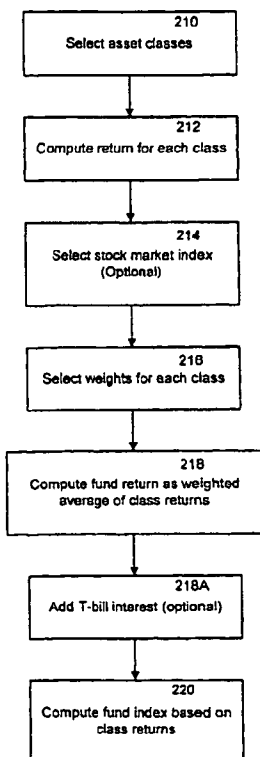 210
Select asset classes
212
Compute return for each class
214
Select stock market index
(Optional)
216
Select weights for each class
218
Compute fund return as weighted
average of class returns
218A
Add T-bill interest (optional)
220
Compute fund index based on
class returns